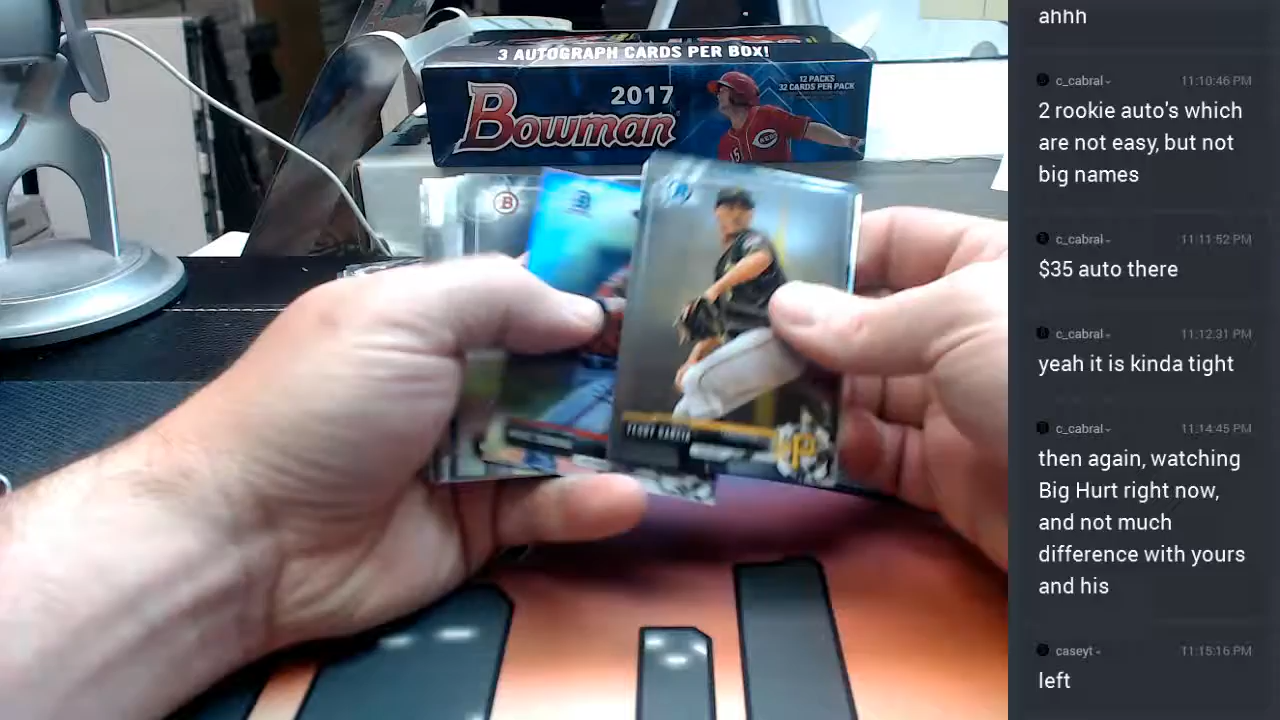 3 AUTOGRAPH CARDS PER BOX!
12 PACKS
32 CARDS PER PACK
2017
Bowman
REDS
B
YEUDY GARCIA
P
ahhh
c_cabral 11:10:46 PM
2 rookie auto's which
are not easy, but not
big names
c_cabral 11:11:52 PM
$35 auto there
c_cabral 11:12:31 PM
yeah it is kinda tight
c_cabral 11:14:45 PM
then again, watching
Big Hurt right now,
and not much
difference with yours
and his
caseyt 11:15:16 PM
left